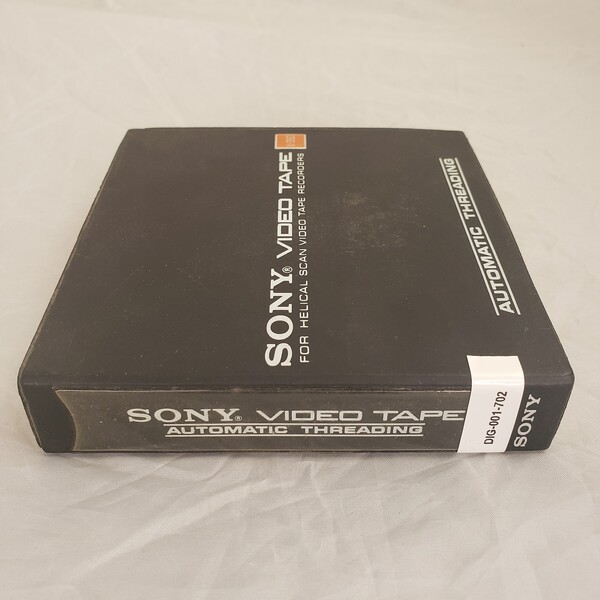 SONY® VIDEO TAPE
FOR HELICAL SCAN VIDEO TAPE RECORDERS
AUTOMATIC THREADING
SONY® VIDEO TAPE
AUTOMATIC THREADING
DIG-001-702
SONY